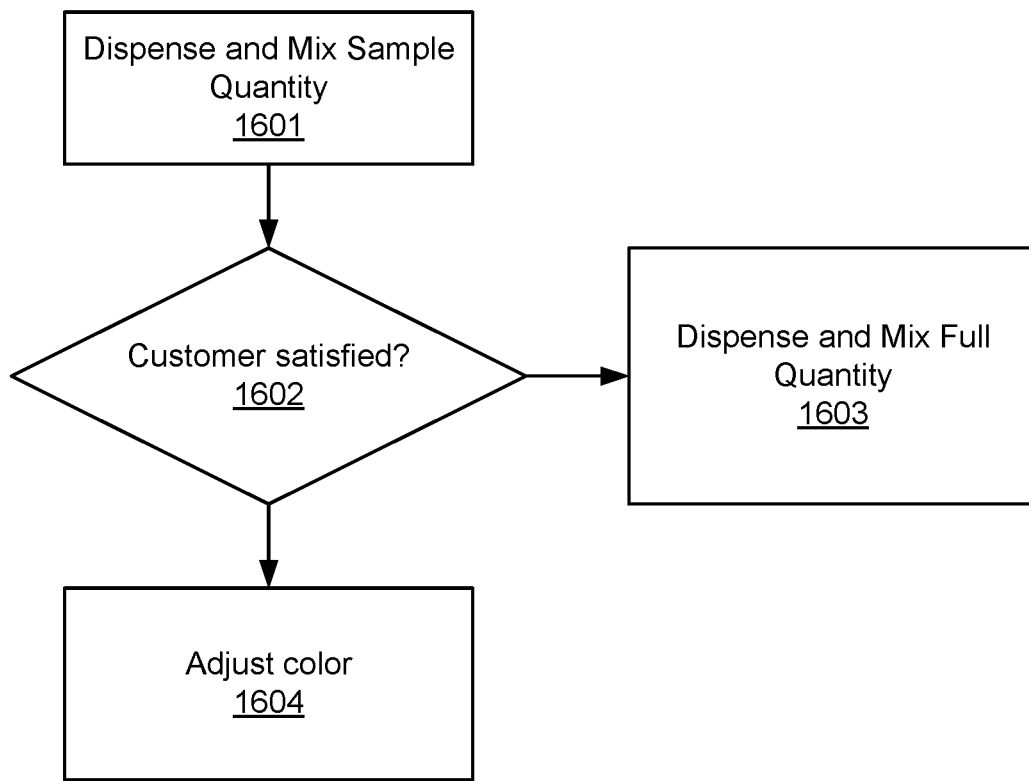 Dispense and Mix Sample
Quantity
1601
Customer satisfied?
1602
Dispense and Mix Full
Quantity
1603
Adjust color
1604